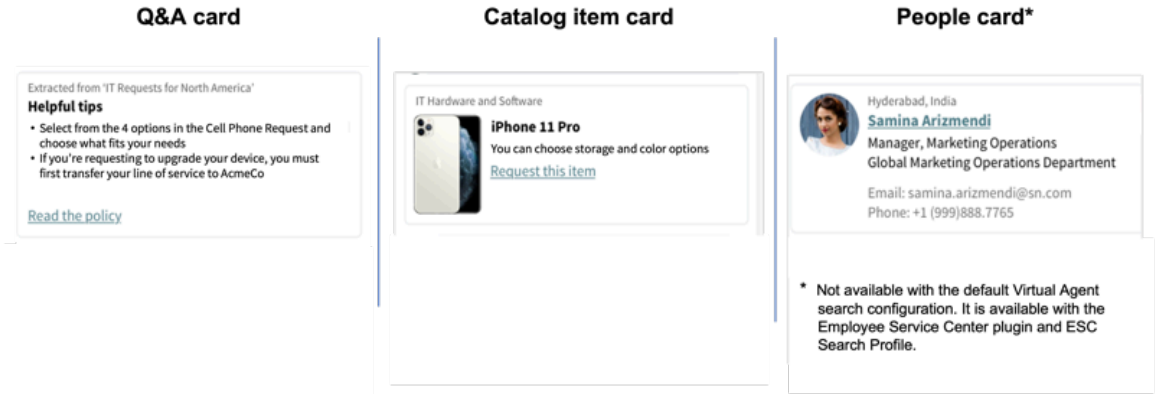 Q&A card
Extracted from 'IT Requests for North America'
Helpful tips
• Select from the 4 options in the Cell Phone Request and
choose what fits your needs
• If you're requesting to upgrade your device, you must
first transfer your line of service to AcmeCo
Read the policy
Catalog item card
IT Hardware and Software
iPhone 11 Pro
You can choose storage and color options
Request this item
People card*
Hyderabad, India
Samina Arizmendi
Manager, Marketing Operations
Global Marketing Operations Department
Email: samina.arizmendi@sn.com
Phone: +1 (999)888.7765
* Not available with the default Virtual Agent
search configuration. It is available with the
Employee Service Center plugin and ESC
Search Profile.